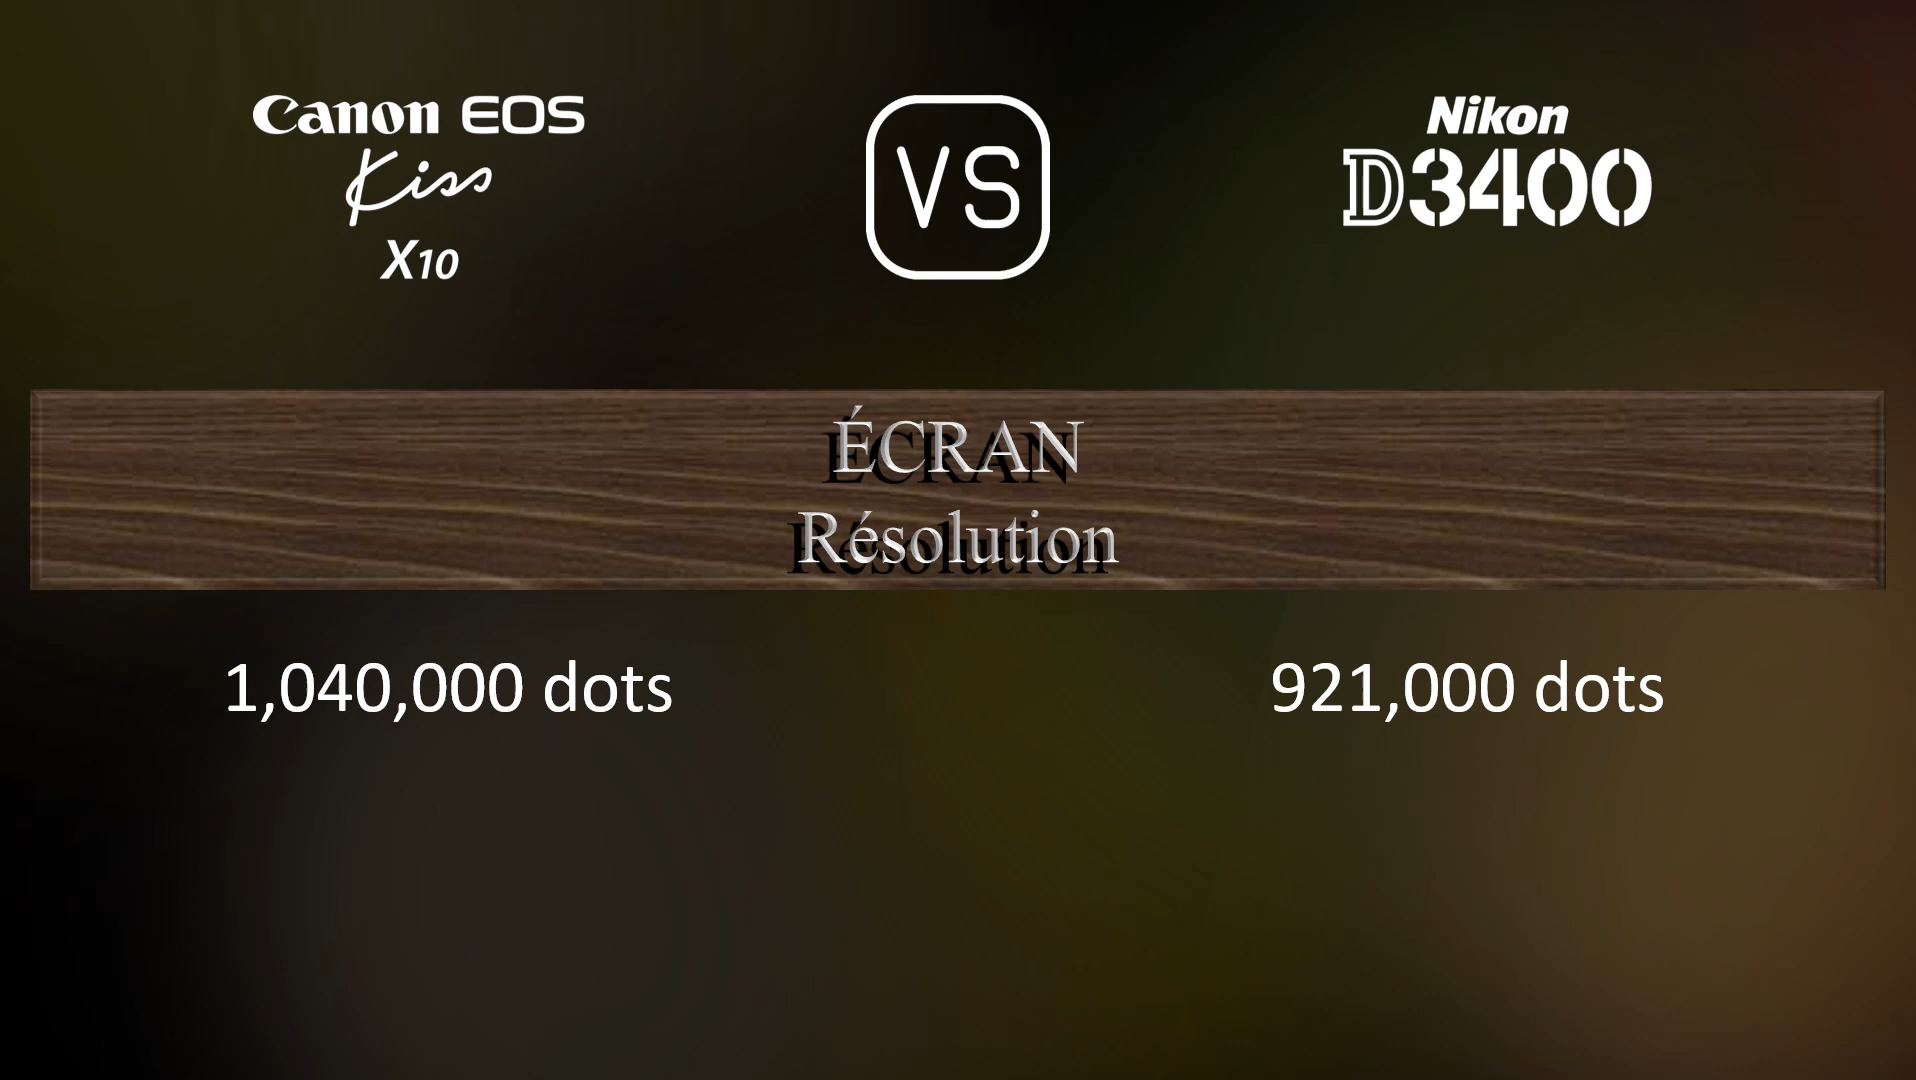 Canon EOS
Kiss
X10
VS
Nikon
D3400
ÉCRAN
Résolution
1,040,000 dots
921,000 dots